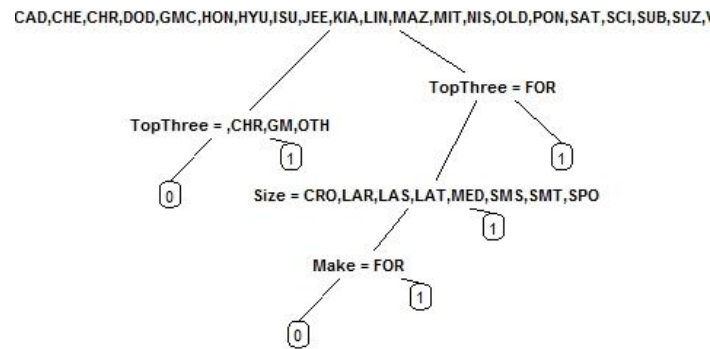 CAD,CHE,CHR,DOD,GMC,HON,HYU,ISU,JEE,KIA,LIN,MAZ,MIT,NIS,OLD,PON,SAT,SCI,SUB,SUZ,
TopThree = FOR
TopThree = ,CHR,GM,OTH
1
1
0
Size = CRO,LAR,LAS,LAT,MED,SMS,SMT,SPO
1
Make = FOR
1
0